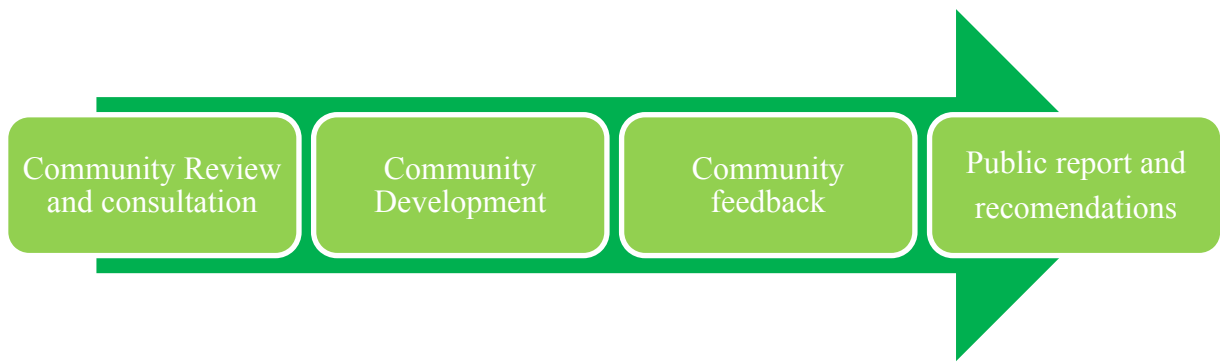 Community Review
and consultation
Community
Development
Community
feedback
Public report and
recomendations